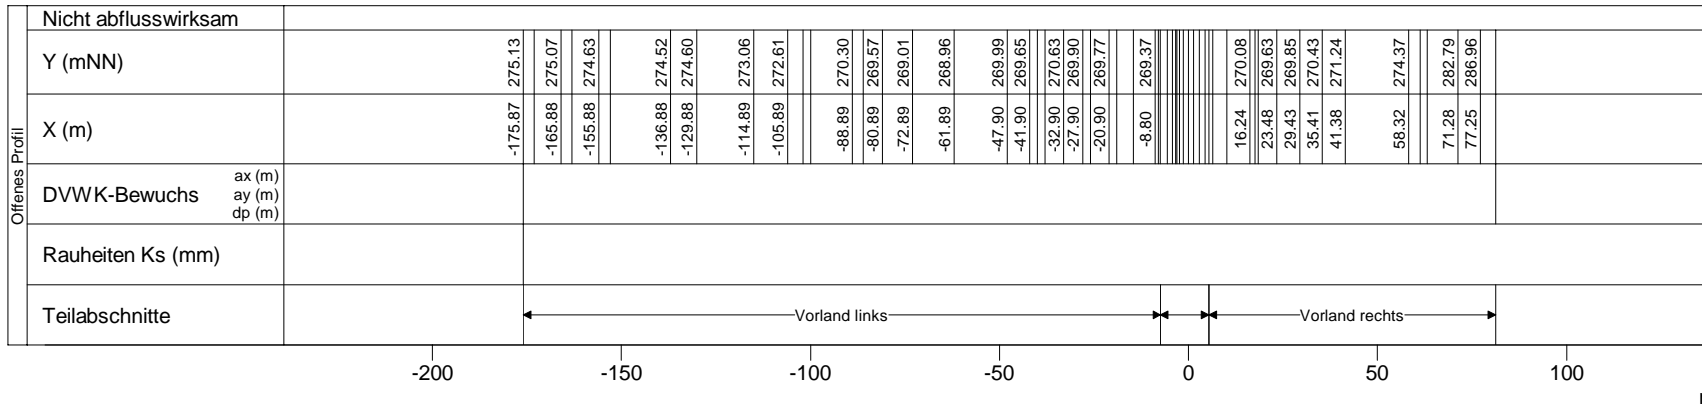 Offenes Profil
Nicht abflusswirksam
Y (mNN) 275.13 275.07 274.63 274.52 274.60 273.06 272.61 270.30 269.57 269.01 268.96 269.99 269.65 270.63 269.90 269.77 269.37 270.08 269.63 269.85 270.43 271.24 274.37 282.79 286.96
X (m) -175.87 -165.88 -155.88 -136.88 -129.88 -114.89 -105.89 -88.89 -80.89 -72.89 -61.89 -47.90 -41.90 -32.90 -27.90 -20.90 -8.80 16.24 23.48 29.43 35.41 41.38 58.32 71.28 77.25
DVWK-Bewuchs
ax (m)
ay (m)
dp (m)
Rauheiten Ks (mm)
Teilabschnitte Vorland links Vorland rechts
-200 -150 -100 -50 0 50 100